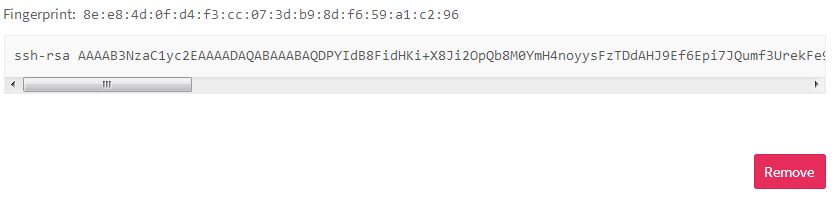 Fingerprint: 8e:e8:4d:0f:d4:f3:cc:07:3d:b9:8d:f6:59:a1:c2:96
ssh-rsa AAAAB3NzaC1yc2EAAAADAQABAAABAQDPYIdB8FidHKi+X8Ji2OpQb8M0YmH4noyysFzTDdAHJ9Ef6Epi7JQumf3UrekFe9
Remove